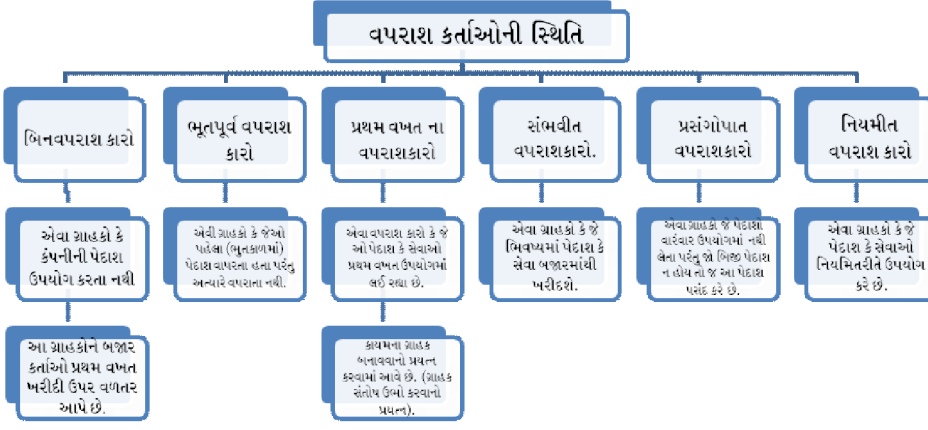 વપરાશ કર્તાઓની સ્થિતિ
બિનવપરાશ કારો
ભૂતપૂર્વ વપરાશ
કારો
પ્રથમ વખત ના
વપરાશકારો
સંભવીત
વપરાશકારો.
પ્રસંગોપાત
વપરાશકારો
નિયમીત
વપરાશ કારો
એવા ગ્રાહકો કે
કંપનીની પેદાશ
ઉપયોગ કરતા નથી
એવી ગ્રાહકો કે જેઓ
પહેલા (ભુતકાળમાં)
પેદાશ વાપરતા હતા પરંતુ
અત્યારે વપરાતા નથી.
એવા વપરાશ કારો કે જે
ઓ પેદાશ કે સેવાઓ
પ્રથમ વખત ઉપયોગમાં
લઈ રહ્યા છે.
એવા ગ્રાહકો કે જે
ભિવષ્યમાં પેદાશ કે
સેવા બજારમાંથી
ખરીદશે.
એવા ગ્રાહકો જે પેદાશો
વારંવાર ઉપયોગમાં નથી
લેતા પરંતુ જો બિજી પેદાશ
ન હોય તો જ આ પેદાશ
પસંદ કરે છે.
એવા ગ્રાહકો કે જે
પેદાશ કે સેવાઓ
નિયમિતરીતે ઉપયોગ
કરે છે.
આ ગ્રાહકોને બજાર
કર્તાઓ પ્રથમ વખત
ખરીદી ઉપર વળતર
આપે છે.
કાયમના ગ્રાહક
બનાવવાનો પ્રયત્ન
કરવામાં આવે છે. (ગ્રાહક
સંતોષ ઉભો કરવાનો
પ્રયત્ન).